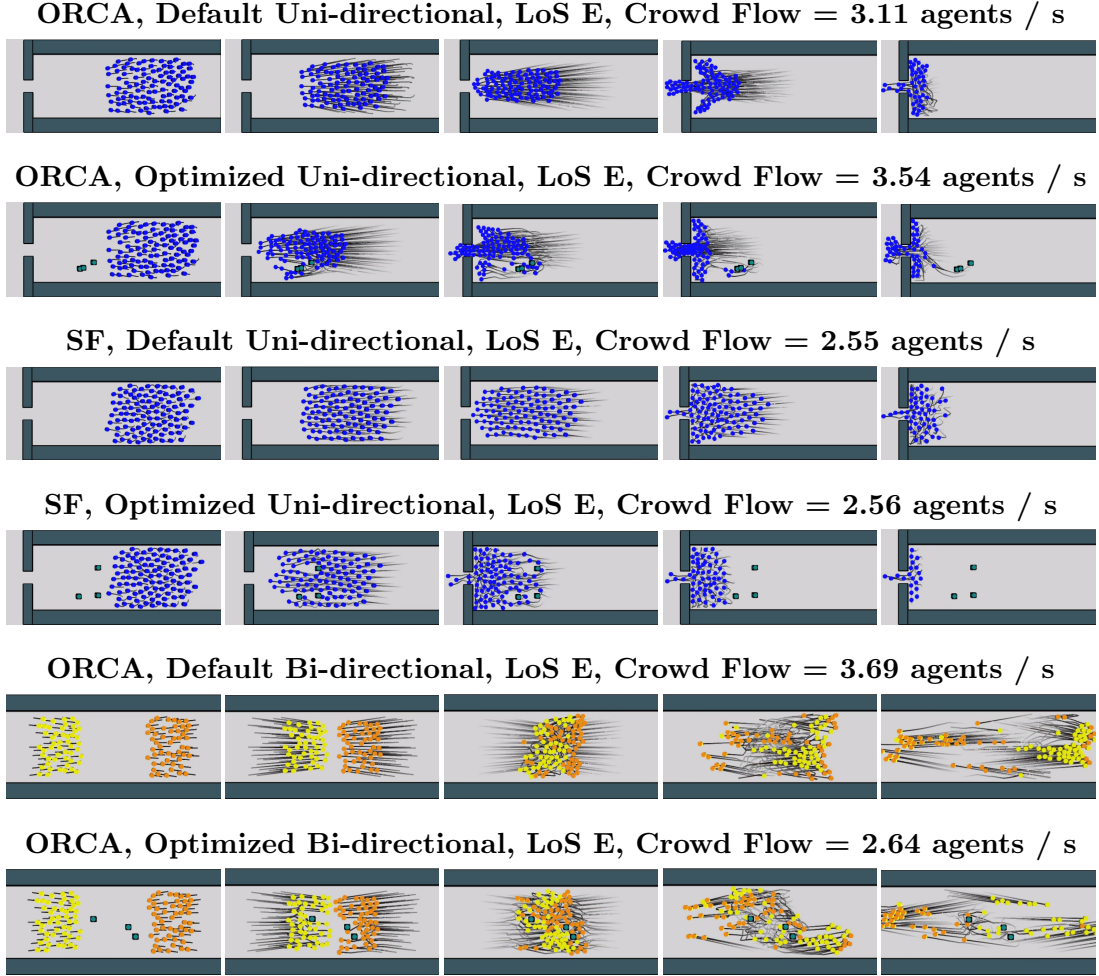 ORCA, Default Uni-directional, LoS E, Crowd Flow = 3.11 agents / s
ORCA, Optimized Uni-directional, LoS E, Crowd Flow = 3.54 agents / s
SF, Default Uni-directional, LoS E, Crowd Flow = 2.55 agents / s
SF, Optimized Uni-directional, LoS E, Crowd Flow = 2.56 agents / s
ORCA, Default Bi-directional, LoS E, Crowd Flow = 3.69 agents / s
ORCA, Optimized Bi-directional, LoS E, Crowd Flow = 2.64 agents / s